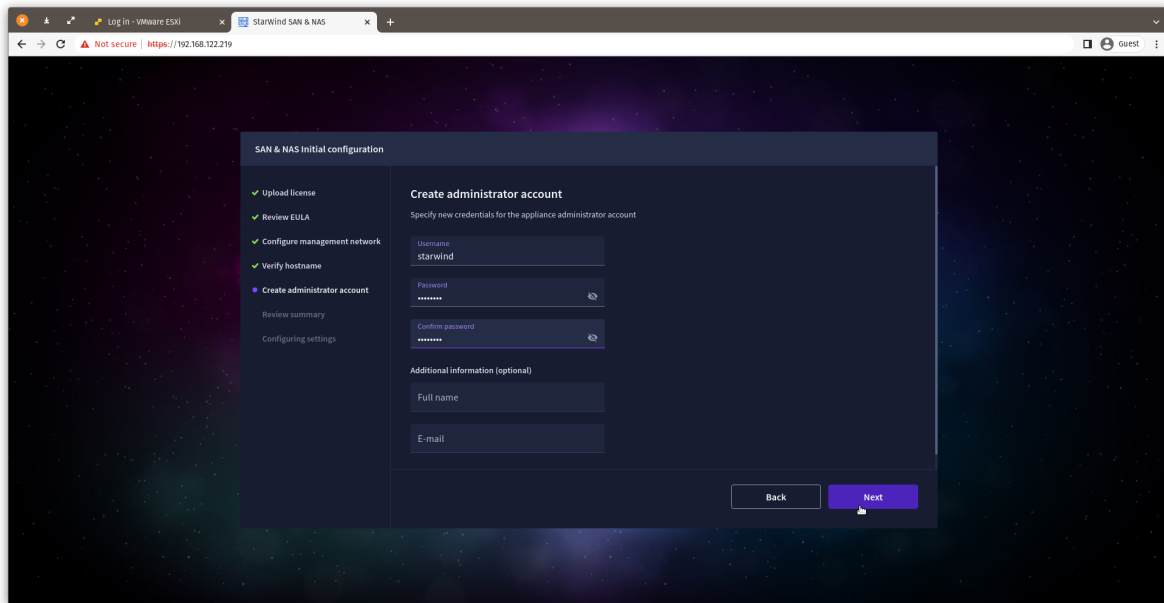 Log in - VMware ESXi
StarWind SAN & NAS
Not secure
https://192.168.122.219
Guest
SAN & NAS Initial configuration
Upload license
Review EULA
Configure management network
Verify hostname
Create administrator account
Review summary
Configuring settings
Create administrator account
Specify new credentials for the appliance administrator account
Username
starwind
Password
••••••••
Confirm password
••••••••
Additional information (optional)
Full name
E-mail
Back
Next